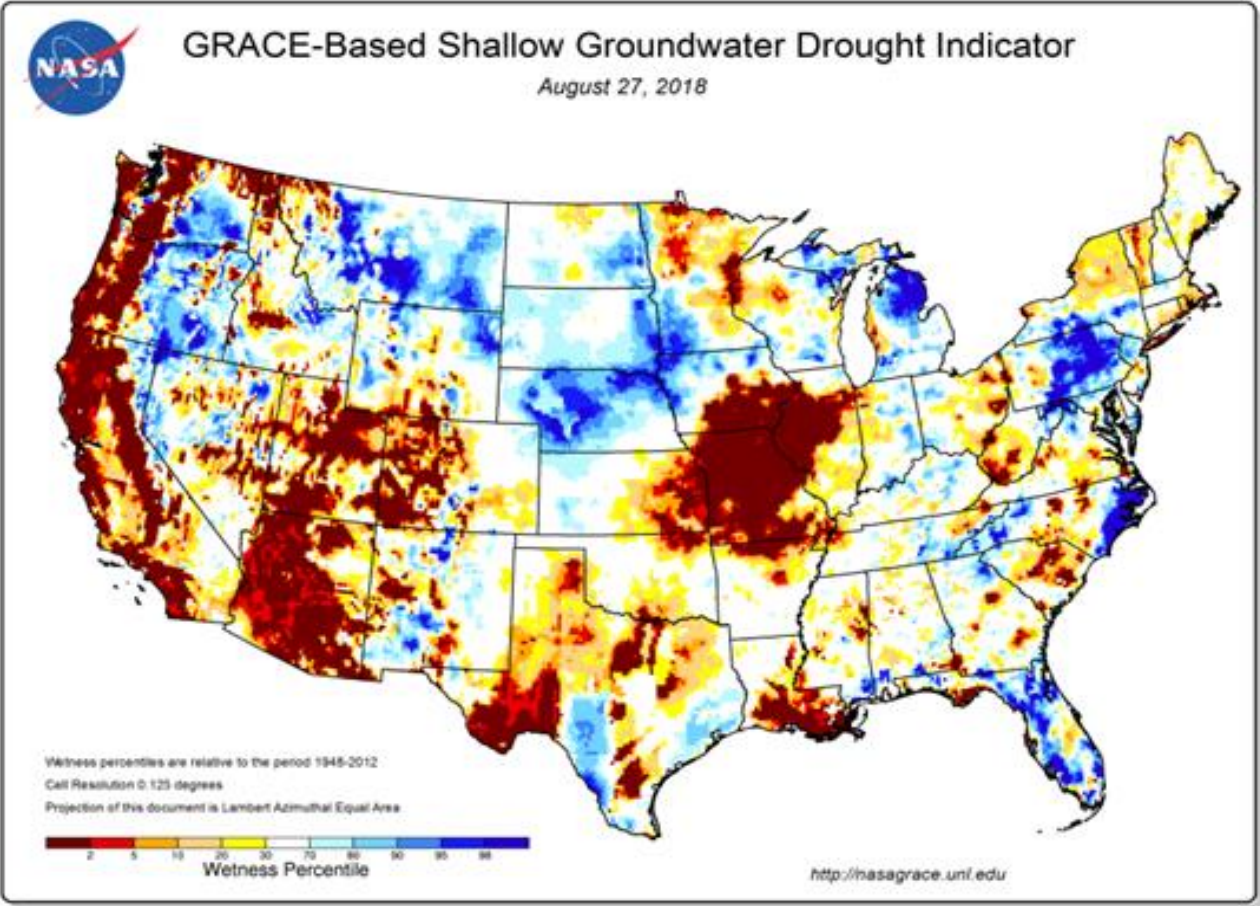 NASA
GRACE-Based Shallow Groundwater Drought Indicator
August 27, 2018
Wetness percentiles are relative to the period 1948-2012
Cell Resolution 0.125 degrees
Projection of this document is Lambert Azimuthal Equal Area
2 5 10 20 30 70 80 90 95 98
Wetness Percentile
http://nasagrace.unl.edu